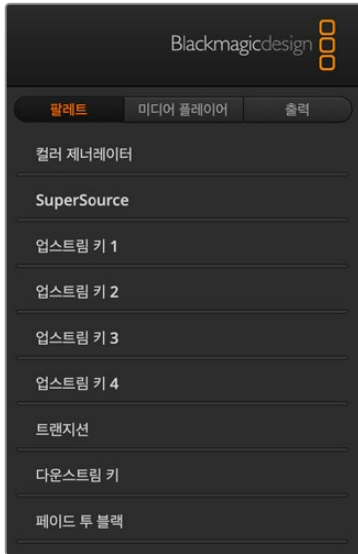 Blackmagicdesign
팔레트 미디어 플레이어 출력
컬러 제너레이터
SuperSource
업스트림 키 1
업스트림 키 2
업스트림 키 3
업스트림 키 4
트랜지션
다운스트림 키
페이드 투 블랙